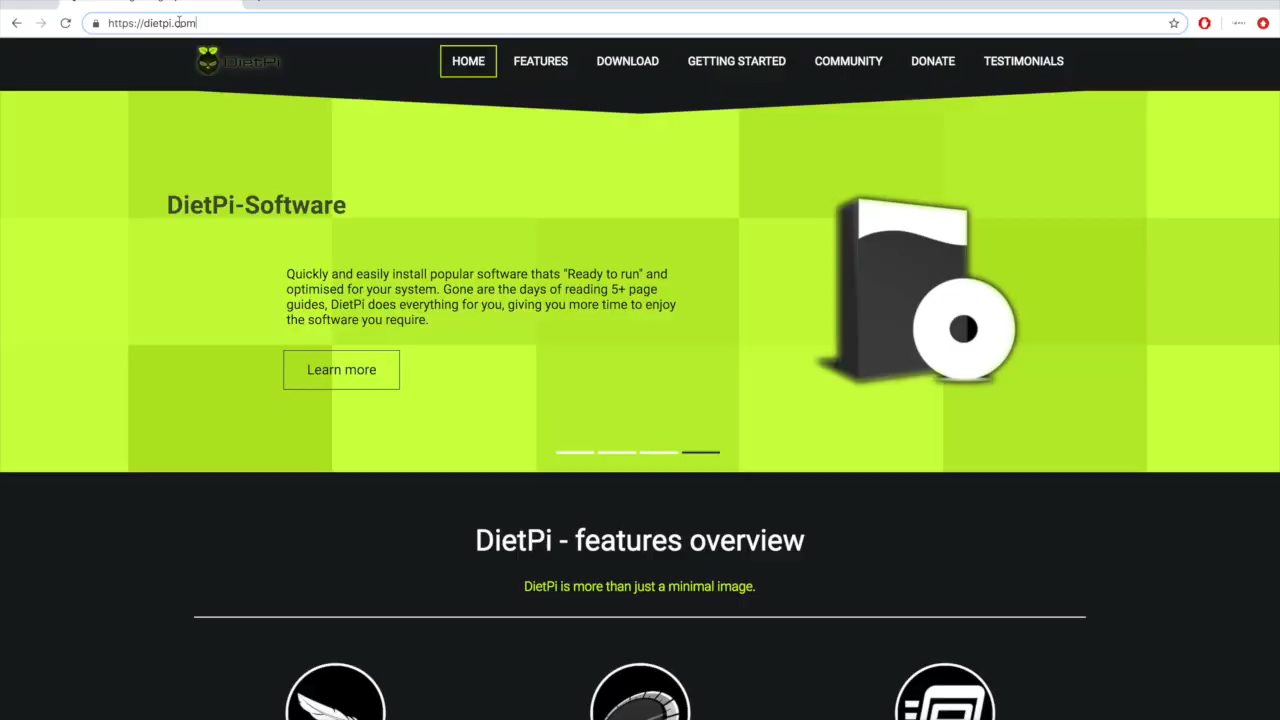 https://dietpi.com
DietPi
HOME FEATURES DOWNLOAD GETTING STARTED COMMUNITY DONATE TESTIMONIALS
DietPi-Software
Quickly and easily install popular software thats "Ready to run" and
optimised for your system. Gone are the days of reading 5+ page
guides, DietPi does everything for you, giving you more time to enjoy
the software you require.
Learn more
DietPi - features overview
DietPi is more than just a minimal image.